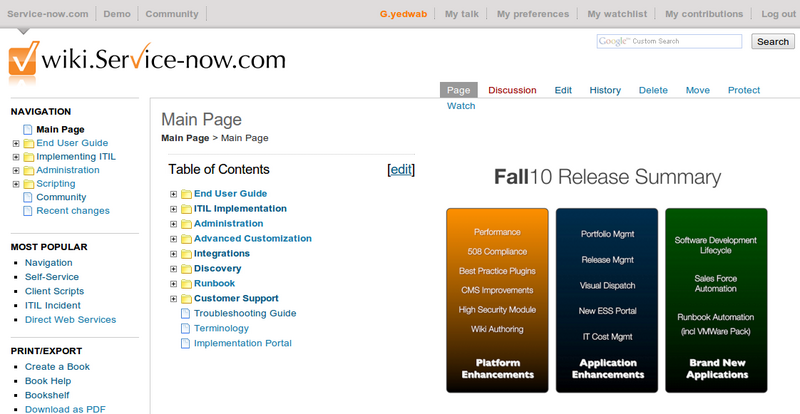 Service-now.com Demo Community G.yedwab My talk My preferences My watchlist My contributions Log out
wiki.Service-now.com
Google™ Custom Search Search
Page Discussion Edit History Delete Move Protect
Watch
NAVIGATION
Main Page
End User Guide
Implementing ITIL
Administration
Scripting
Community
Recent changes
MOST POPULAR
Navigation
Self-Service
Client Scripts
ITIL Incident
Direct Web Services
PRINT/EXPORT
Create a Book
Book Help
Bookshelf
Download as PDF
Main Page
Main Page > Main Page
Table of Contents [edit]
End User Guide
ITIL Implementation
Administration
Advanced Customization
Integrations
Discovery
Runbook
Customer Support
Troubleshooting Guide
Terminology
Implementation Portal
Fall10 Release Summary
Performance
508 Compliance
Best Practice Plugins
CMS Improvements
High Security Module
Wiki Authoring
Platform
Enhancements
Portfolio Mgmt
Release Mgmt
Visual Dispatch
New ESS Portal
IT Cost Mgmt
Application
Enhancements
Software Development
Lifecycle
Sales Force
Automation
Runbook Automation
(incl VMWare Pack)
Brand New
Applications